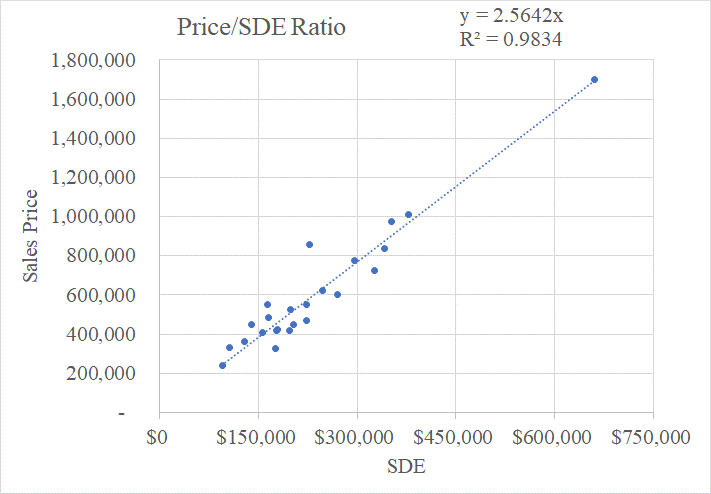 Price/SDE Ratio
y = 2.5642x
R² = 0.9834
1,800,000
1,600,000
1,400,000
1,200,000
1,000,000
800,000
600,000
400,000
200,000
-
Sales Price
$0 $150,000 $300,000 $450,000 $600,000 $750,000
SDE